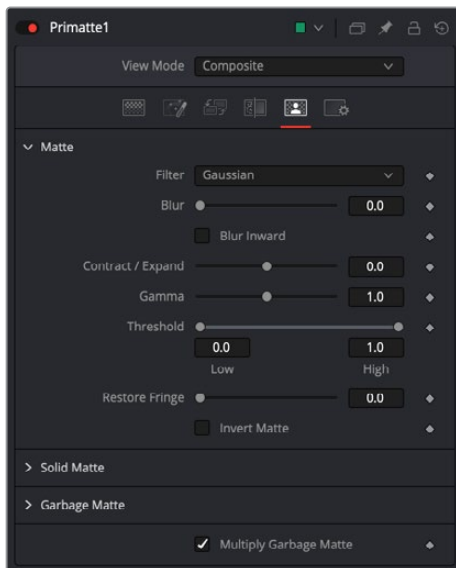 Primatte1
View Mode Composite
Matte
Filter Gaussian
Blur 0.0
Blur Inward
Contract / Expand 0.0
Gamma 1.0
Threshold
0.0 1.0
Low High
Restore Fringe 0.0
Invert Matte
Solid Matte
Garbage Matte
Multiply Garbage Matte